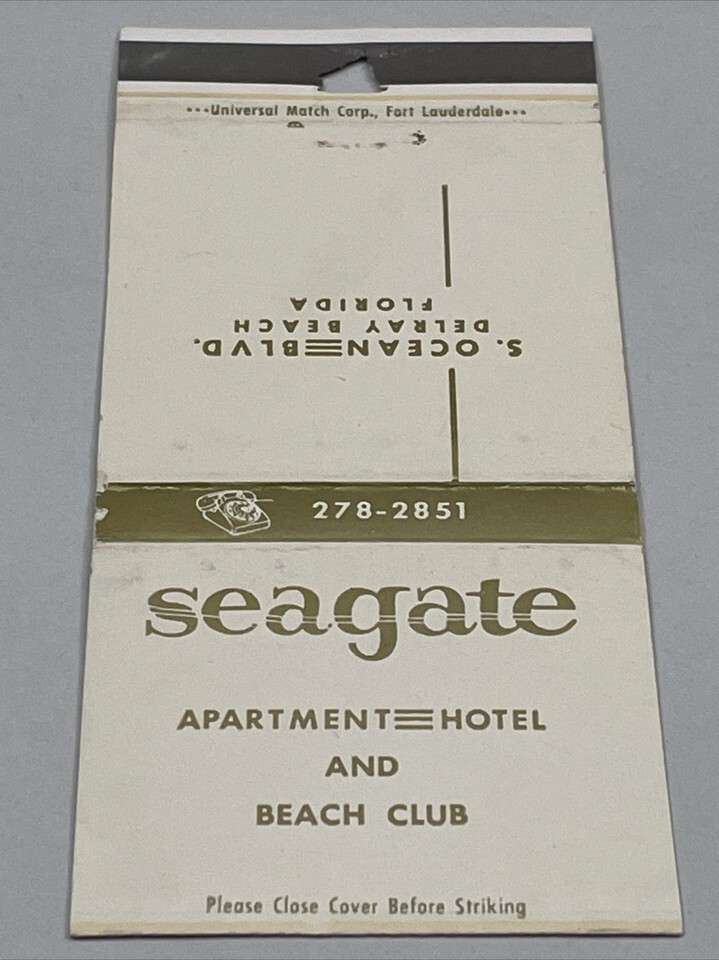 •••Universal Match Corp., Fort Lauderdale•••
S. OCEAN BLVD.
DELRAY BEACH
FLORIDA
278-2851
seagate
APARTMENT HOTEL
AND
BEACH CLUB
Please Close Cover Before Striking